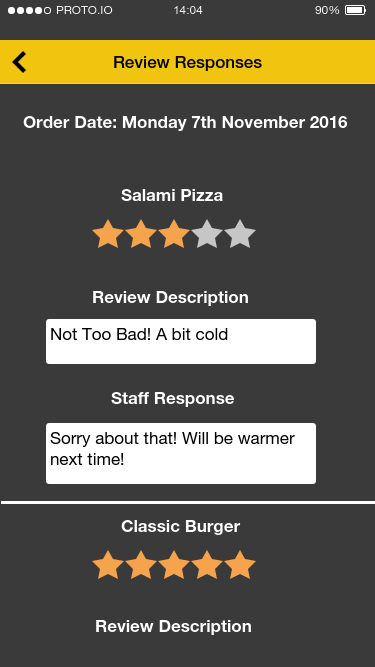 PROTO.IO 14:04 90%
Review Responses
Order Date: Monday 7th November 2016
Salami Pizza
Review Description
Not Too Bad! A bit cold
Staff Response
Sorry about that! Will be warmer
next time!
Classic Burger
Review Description